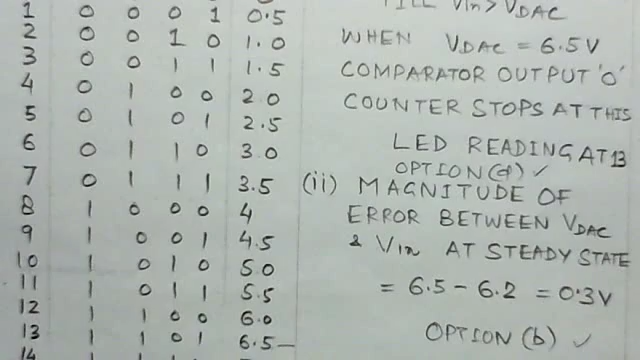 1 0 0 0 1 0.5
2 0 0 1 0 1.0
3 0 0 1 1 1.5
4 0 1 0 0 2.0
5 0 1 0 1 2.5
6 0 1 1 0 3.0
7 0 1 1 1 3.5
8 1 0 0 0 4
9 1 0 0 1 4.5
10 1 0 1 0 5.0
11 1 0 1 1 5.5
12 1 1 0 0 6.0
13 1 1 0 1 6.5 —
14
TILL Vin > VDAC
WHEN VDAC = 6.5V
COMPARATOR OUTPUT '0'
COUNTER STOPS AT THIS
LED READING AT 13
OPTION (d) ✓
(ii) MAGNITUDE OF
ERROR BETWEEN VDAC
& Vin AT STEADY STATE
= 6.5 - 6.2 = 0.3V
OPTION (b) ✓